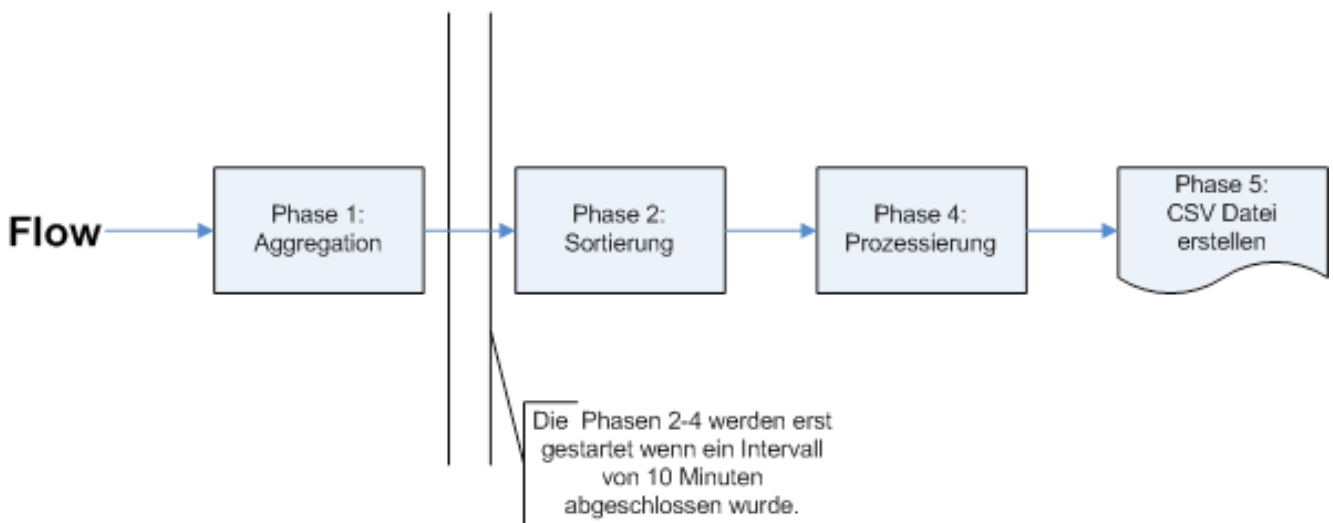 Flow
Phase 1:
Aggregation
Phase 2:
Sortierung
Phase 4:
Prozessierung
Phase 5:
CSV Datei
erstellen
Die Phasen 2-4 werden erst
gestartet wenn ein Intervall
von 10 Minuten
abgeschlossen wurde.